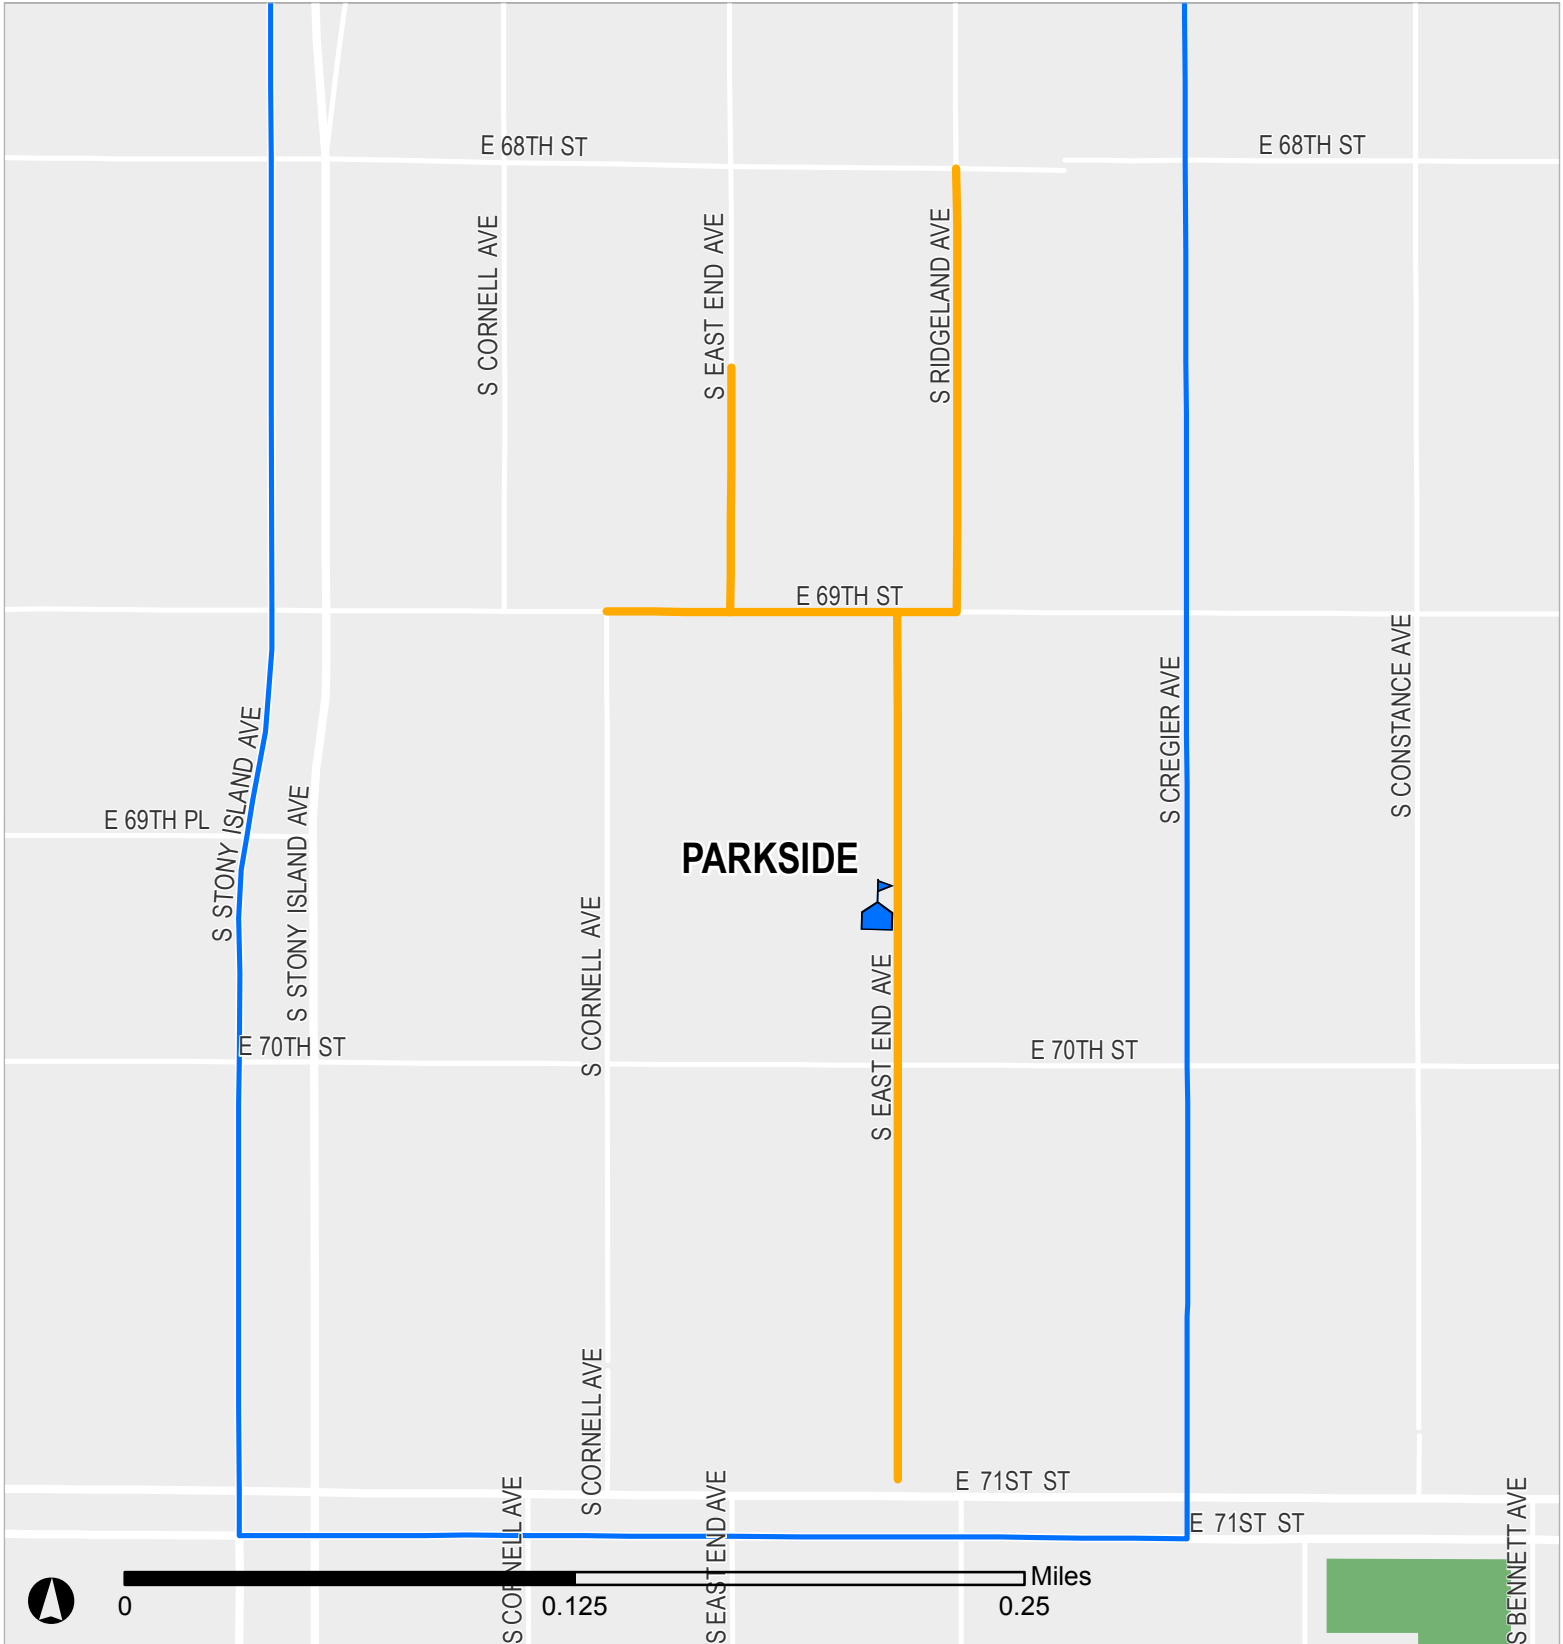 E 68TH ST
E 68TH ST
S CORNELL AVE
S EAST END AVE
S RIDGELAND AVE
E 69TH ST
S CONSTANCE AVE
S CREGIER AVE
S STONY ISLAND AVE
S STONY ISLAND AVE
E 69TH PL
PARKSIDE
S CORNELL AVE
S EAST END AVE
E 70TH ST
E 70TH ST
S CORNELL AVE
E 71ST ST
E 71ST ST
S CORNELL AVE
S EAST END AVE
S BENNETT AVE
Miles
0
0.125
0.25